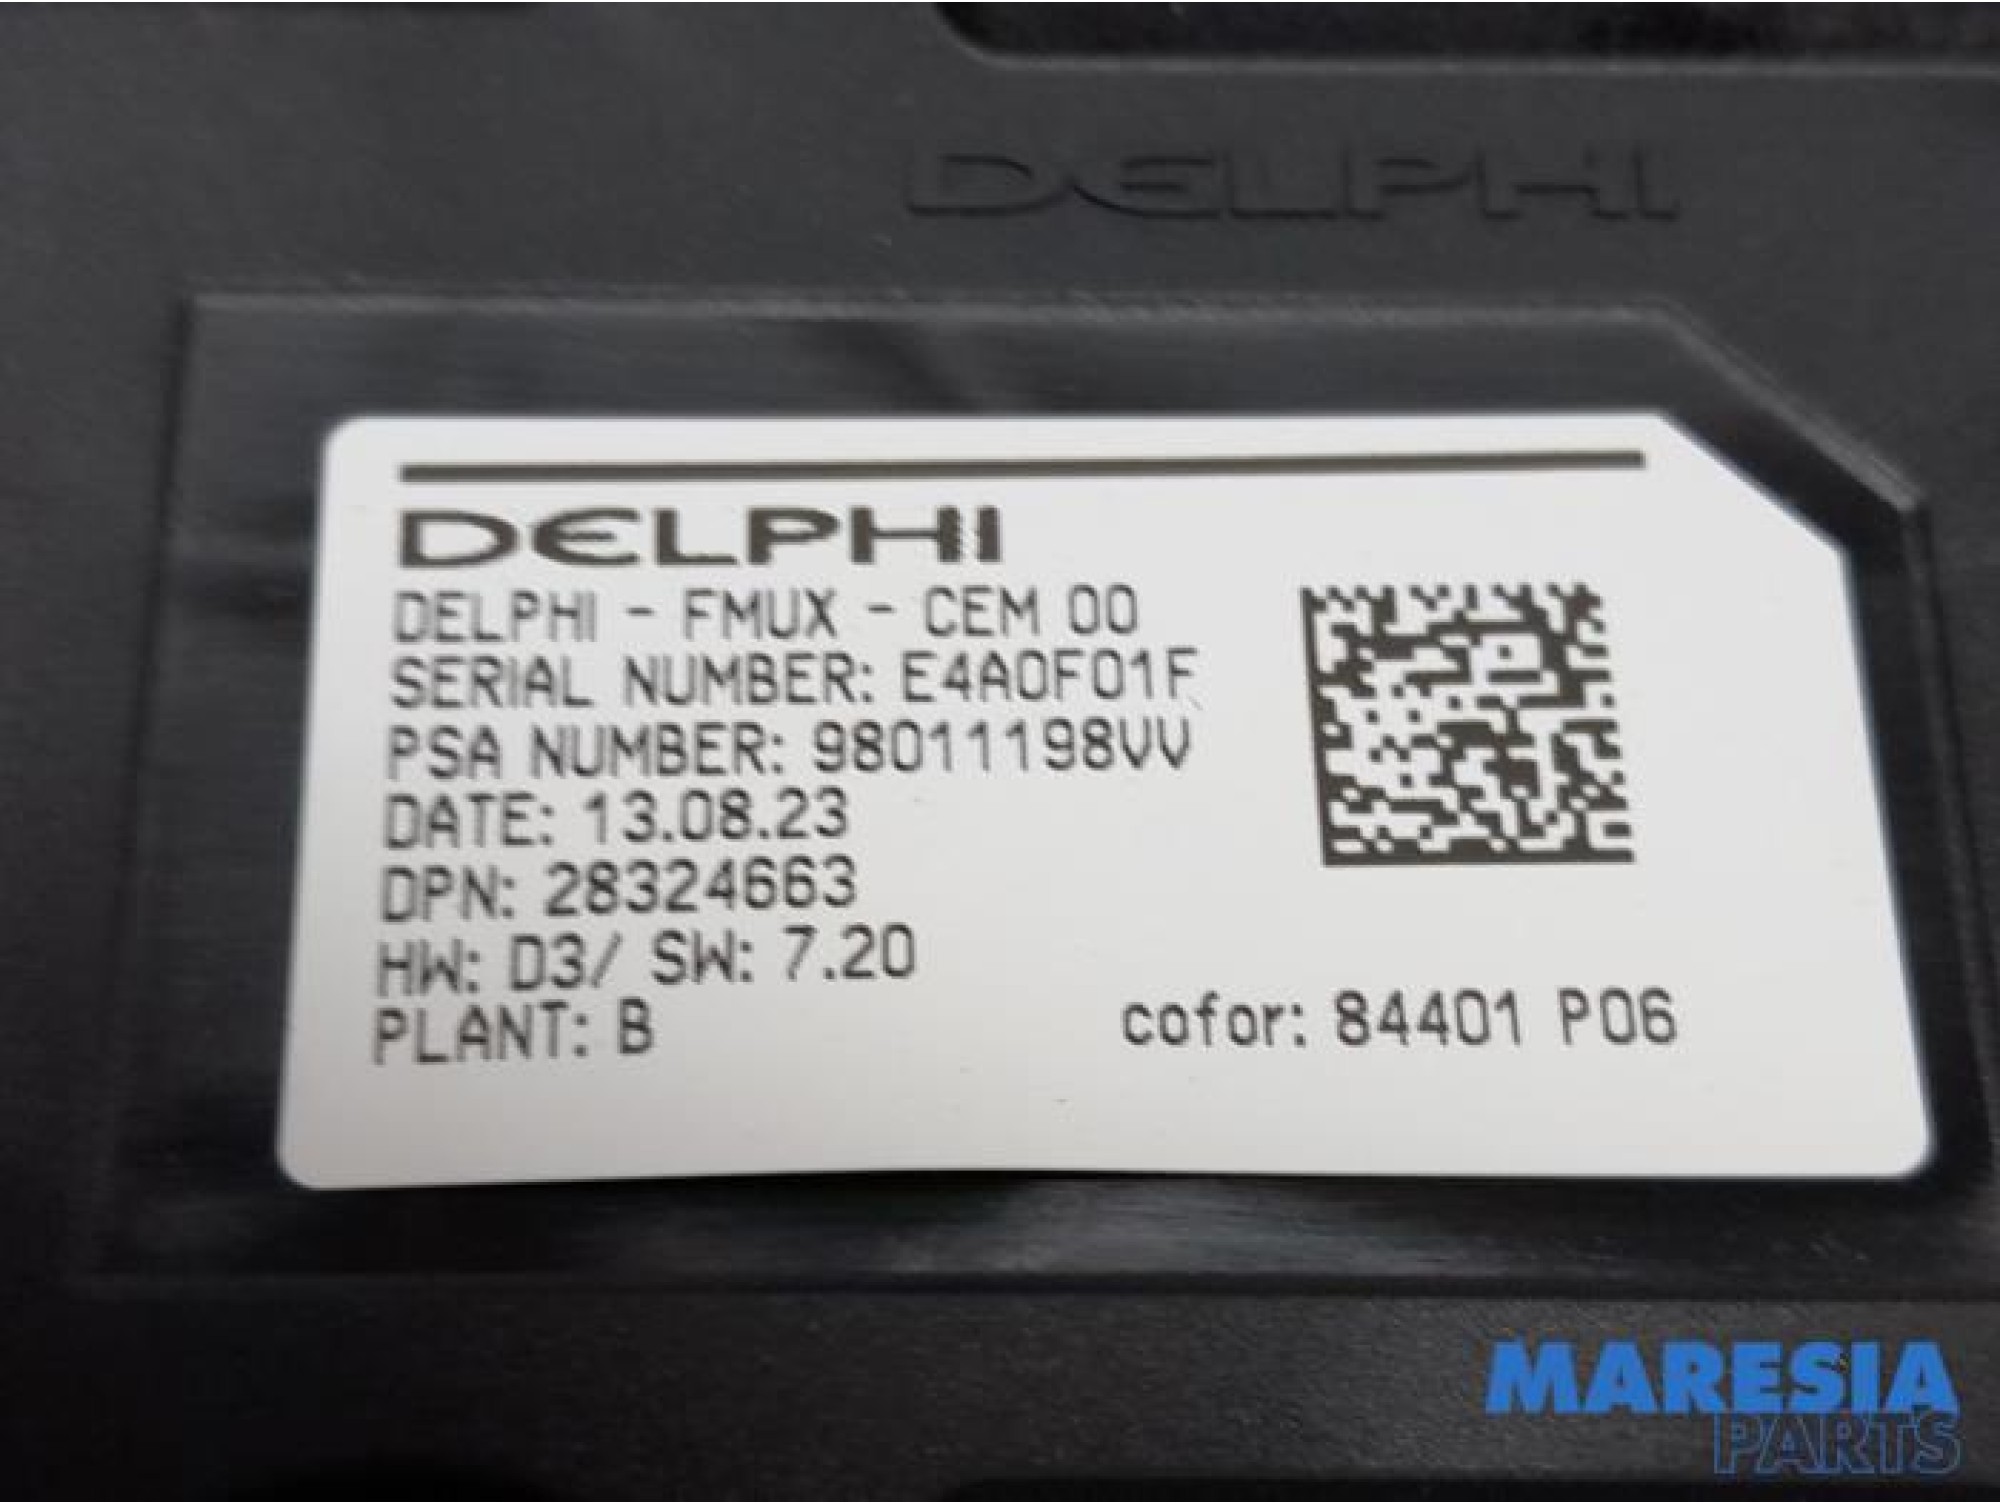 DELPHI
DELPHI
DELPHI - FMUX - CEM 00
SERIAL NUMBER: E4A0F01F
PSA NUMBER: 98011198VV
DATE: 13.08.23
DPN: 28324663
HW: D3/ SW: 7.20
PLANT: B
cofor: 84401 P06
MARESIA
PARTS